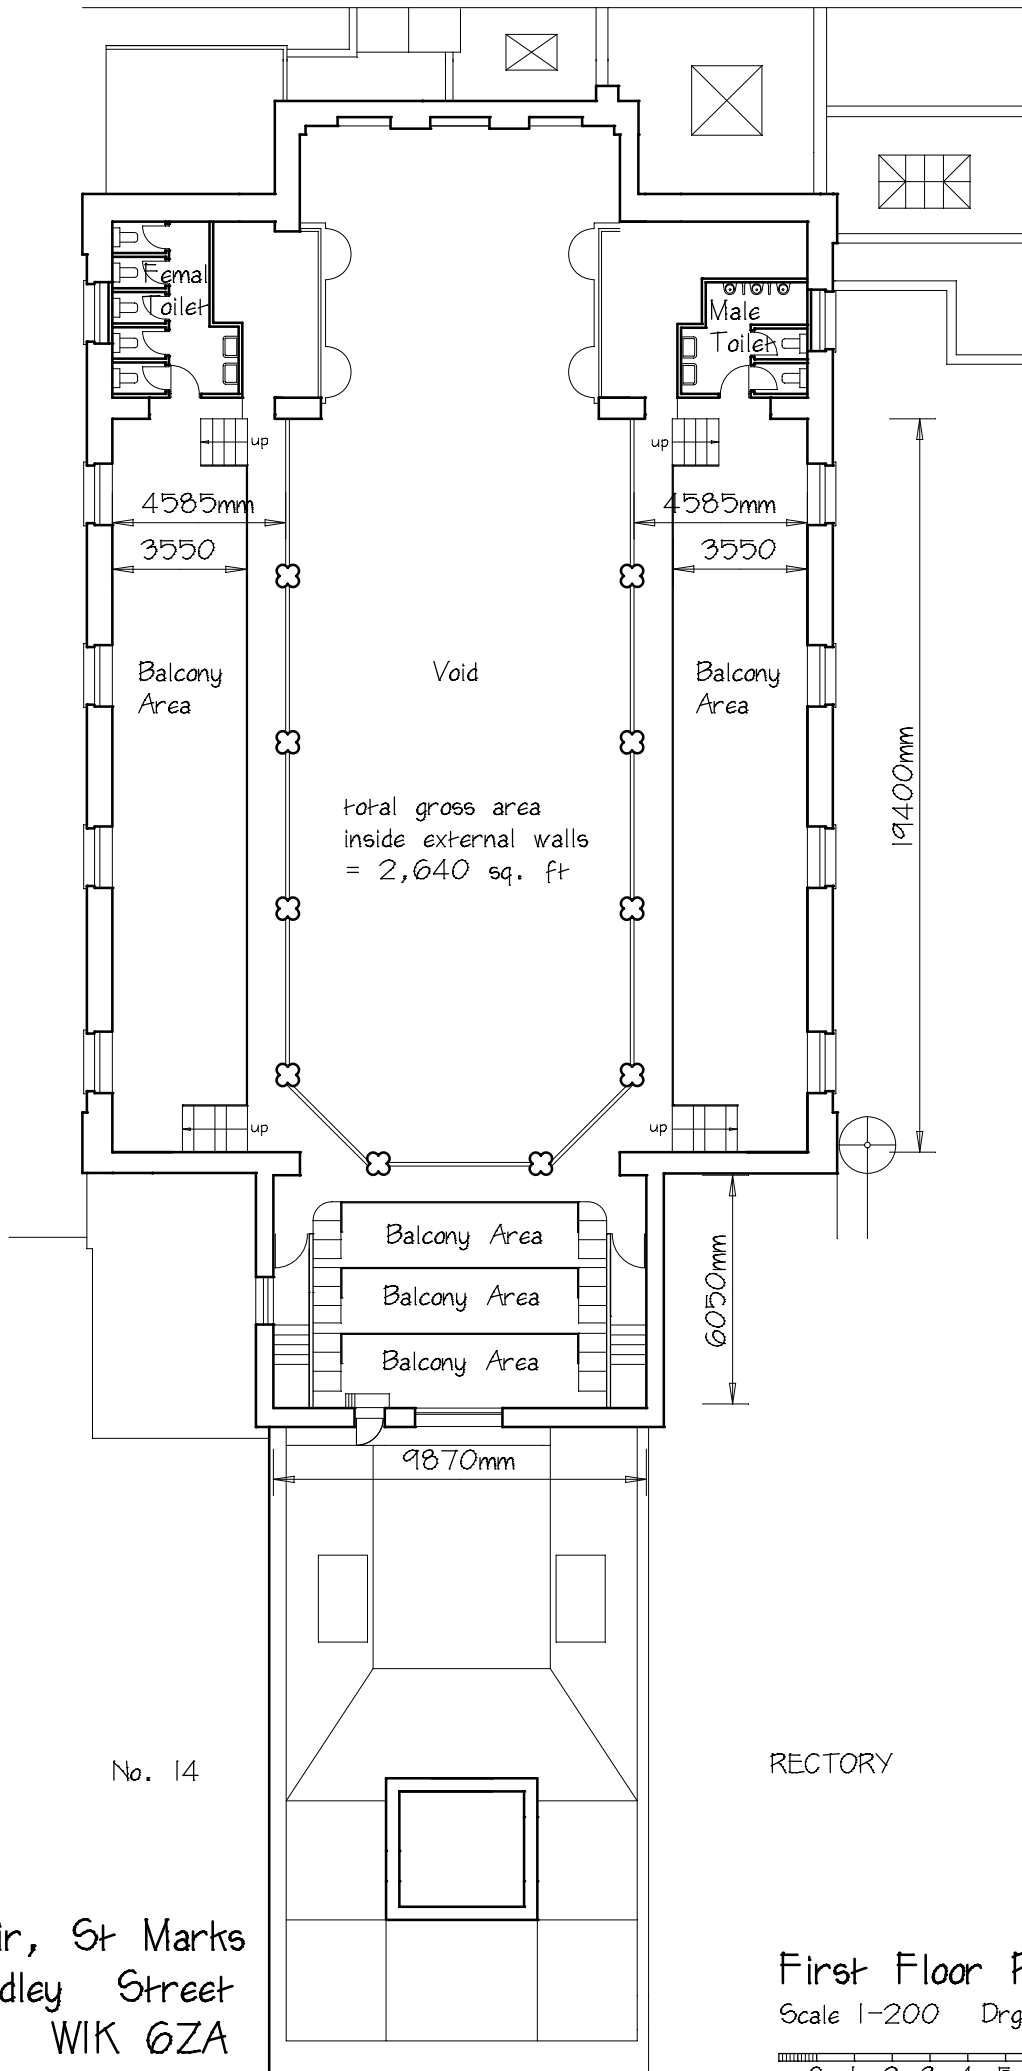 Femal
Toilet
Male
Toilet
up
up
4585mm
4585mm
3550
3550
Balcony
Area
Void
Balcony
Area
19400mm
total gross area
inside external walls
= 2,640 sq. ft
up
up
Balcony Area
Balcony Area
Balcony Area
6050mm
9870mm
No. 14
RECTORY
ir, St Marks
dley Street
W1K 6ZA
First Floor P
Scale 1-200 Drg